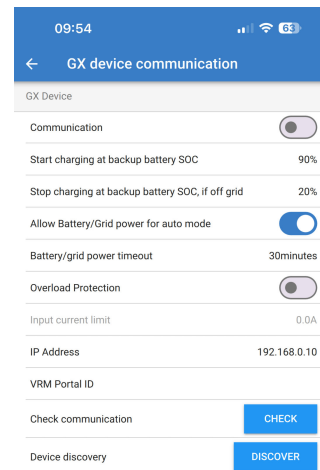 09:54
63
GX device communication
GX Device
Communication
Start charging at backup battery SOC 90%
Stop charging at backup battery SOC, if off grid 20%
Allow Battery/Grid power for auto mode
Battery/grid power timeout 30minutes
Overload Protection
Input current limit 0.0A
IP Address 192.168.0.10
VRM Portal ID
Check communication CHECK
Device discovery DISCOVER